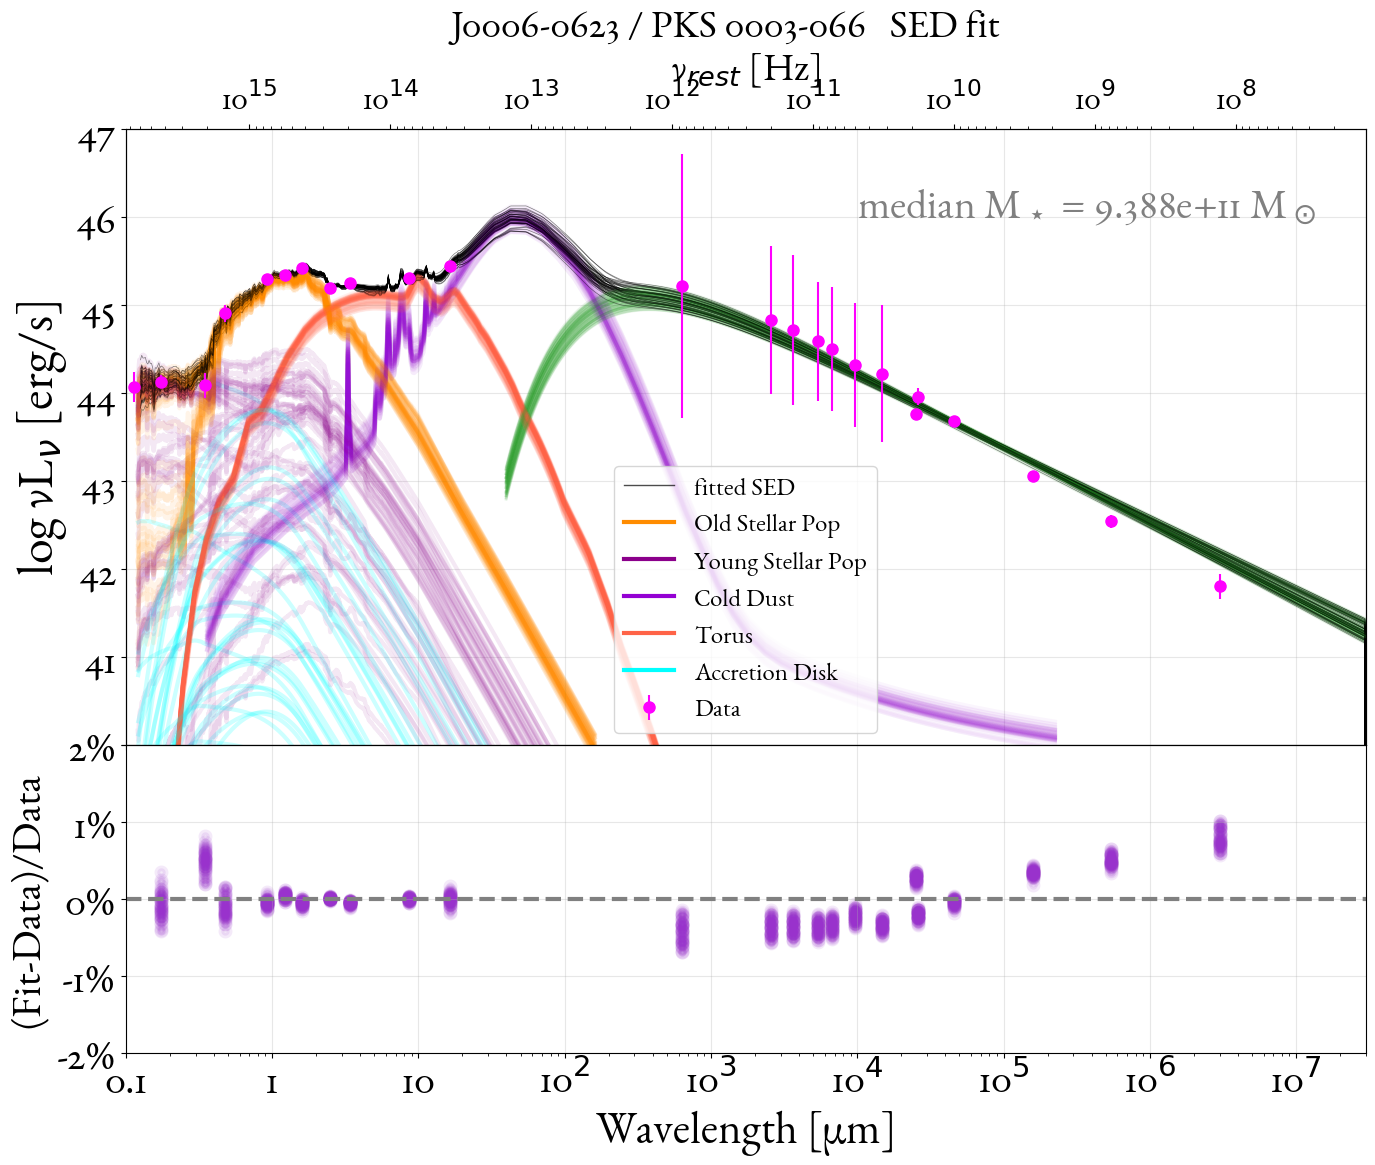 J0006-0623 / PKS 0003-066 SED fit
ν_rest [Hz]
10^15 10^14 10^13 10^12 10^11 10^10 10^9 10^8
47
median M⋆ = 9.388e+11 M⊙
46
45
44
43
42
41
log νL_ν [erg/s]
fitted SED
Old Stellar Pop
Young Stellar Pop
Cold Dust
Torus
Accretion Disk
Data
2%
1%
0%
-1%
-2%
(Fit-Data)/Data
0.1 1 10 10^2 10^3 10^4 10^5 10^6 10^7
Wavelength [μm]